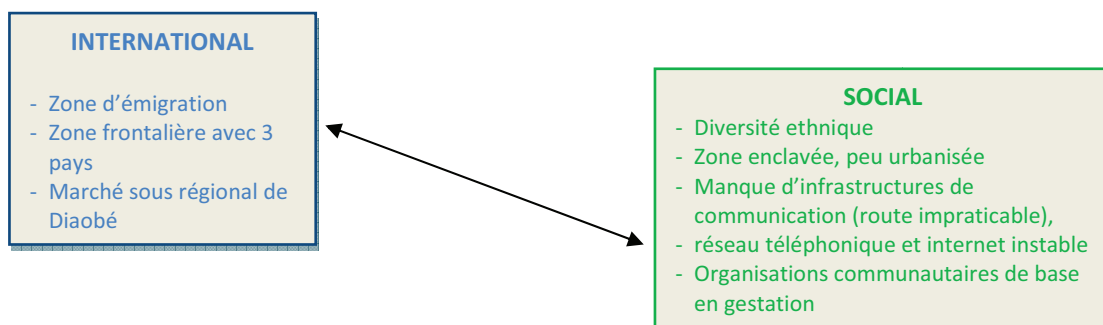 INTERNATIONAL
- Zone d'émigration
- Zone frontalière avec 3
pays
- Marché sous régional de
Diaobé
SOCIAL
- Diversité ethnique
- Zone enclavée, peu urbanisée
- Manque d'infrastructures de
communication (route impraticable),
- réseau téléphonique et internet instable
- Organisations communautaires de base
en gestation